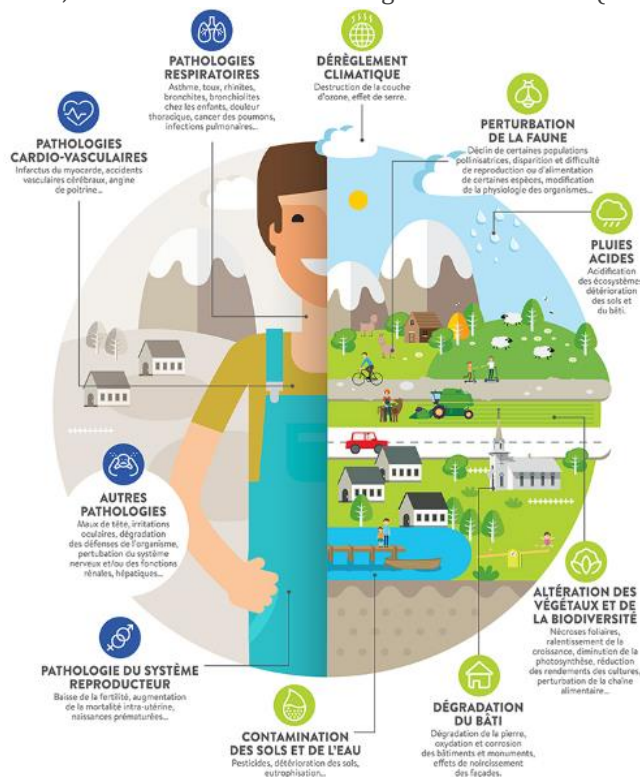 PATHOLOGIES
RESPIRATOIRES
Asthme, toux, rhinites,
bronchites, bronchiolites
chez les enfants, douleur
thoracique, cancer des poumons,
infections pulmonaires...
DÉRÈGLEMENT
CLIMATIQUE
Destruction de la couche
d'ozone, effet de serre.
PATHOLOGIES
CARDIO-VASCULAIRES
Infarctus du myocarde, accidents
vasculaires cérébraux, angine
de poitrine...
PERTURBATION
DE LA FAUNE
Déclin de certaines populations
pollinisatrices, disparition et difficulté
de reproduction ou d'alimentation
de certaines espèces, modification
de la physiologie des organismes...
PLUIES
ACIDES
Acidification
des écosystèmes
détérioration
des sols et
du bâti.
AUTRES
PATHOLOGIES
Maux de tête, irritations
oculaires, dégradation
des défenses de l'organisme,
pertubation du système
nerveux et/ou des fonctions
rénales, hépatiques...
ALTÉRATION DES
VÉGÉTAUX ET DE
LA BIODIVERSITÉ
Nécroses foliaires,
ralentissement de la
croissance, diminution de la
photosynthèse, réduction
des rendements des cultures,
perturbation de la chaîne
alimentaire...
PATHOLOGIE DU SYSTÈME
REPRODUCTEUR
Baisse de la fertilité, augmentation
de la mortalité intra-utérine,
naissances prématurées...
CONTAMINATION
DES SOLS ET DE L'EAU
Pesticides, détérioration des sols,
eutrophisation...
DÉGRADATION
DU BÂTI
Dégradation de la pierre,
oxydation et corrosion
des bâtiments et monuments,
effets de noircissement
des façades.